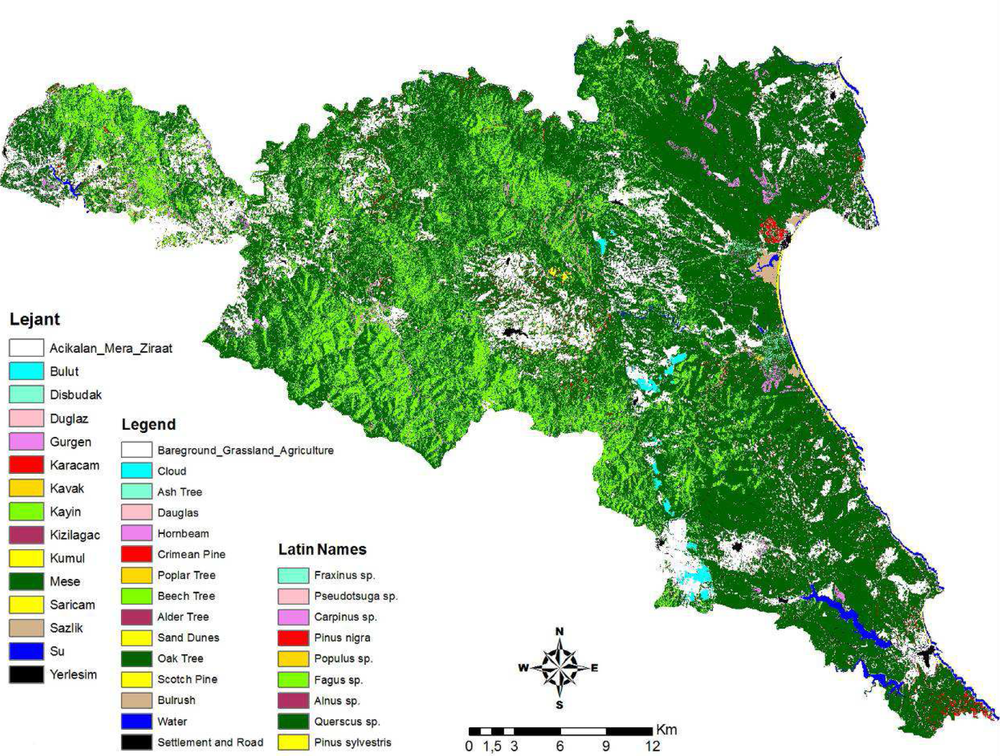 Lejant
Acikalan_Mera_Ziraat
Bulut
Disbudak
Duglaz
Gurgen
Karacam
Kavak
Kayin
Kizilagac
Kumul
Mese
Saricam
Sazlik
Su
Yerlesim
Legend
Bareground_Grassland_Agriculture
Cloud
Ash Tree
Dauglas
Hornbeam
Crimean Pine
Poplar Tree
Beech Tree
Alder Tree
Sand Dunes
Oak Tree
Scotch Pine
Bulrush
Water
Settlement and Road
Latin Names
Fraxinus sp.
Pseudotsuga sp.
Carpinus sp.
Pinus nigra
Populus sp.
Fagus sp.
Alnus sp.
Querscus sp.
Pinus sylvestris
N
W E
S
Km
0 1,5 3 6 9 12